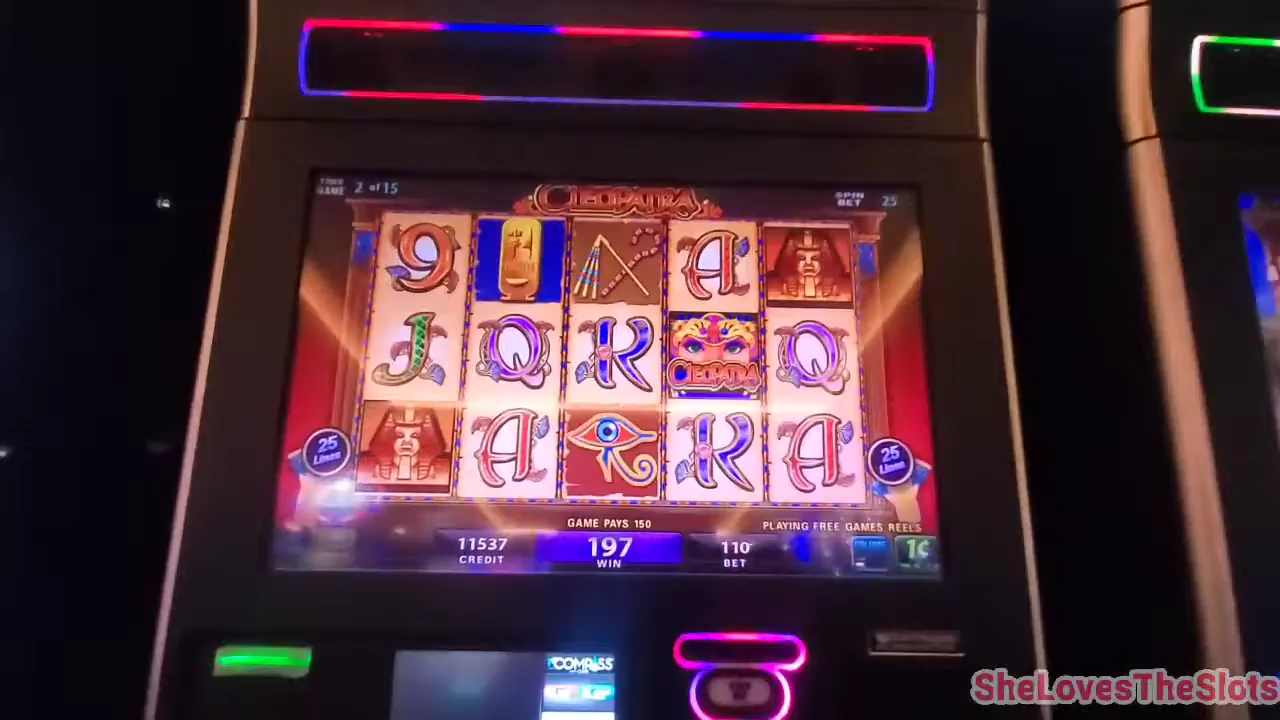 FREE GAME 2 of 15
CLEOPATRA
SPIN BET 25
9 A
J Q K CLEOPATRA Q
A K A
25 Lines
25 Lines
GAME PAYS 150
PLAYING FREE GAMES REELS
11537 CREDIT
197 WIN
110 BET
1¢
COMPASS
SheLovesTheSlots